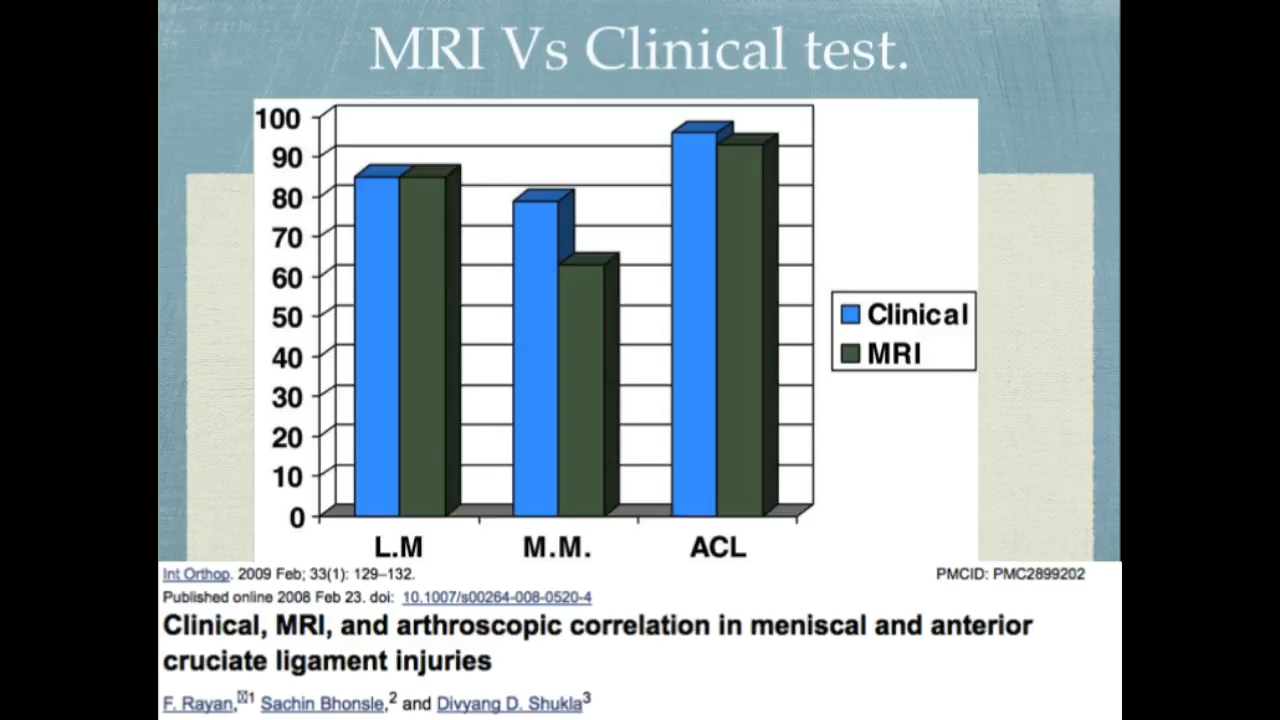 MRI Vs Clinical test.
100
90
80
70
60
50
40
30
20
10
0
L.M M.M. ACL
Clinical
MRI
Int Orthop. 2009 Feb; 33(1): 129–132. PMCID: PMC2899202
Published online 2008 Feb 23. doi: 10.1007/s00264-008-0520-4
Clinical, MRI, and arthroscopic correlation in meniscal and anterior
cruciate ligament injuries
F. Rayan,1 Sachin Bhonsle,2 and Divyang D. Shukla3